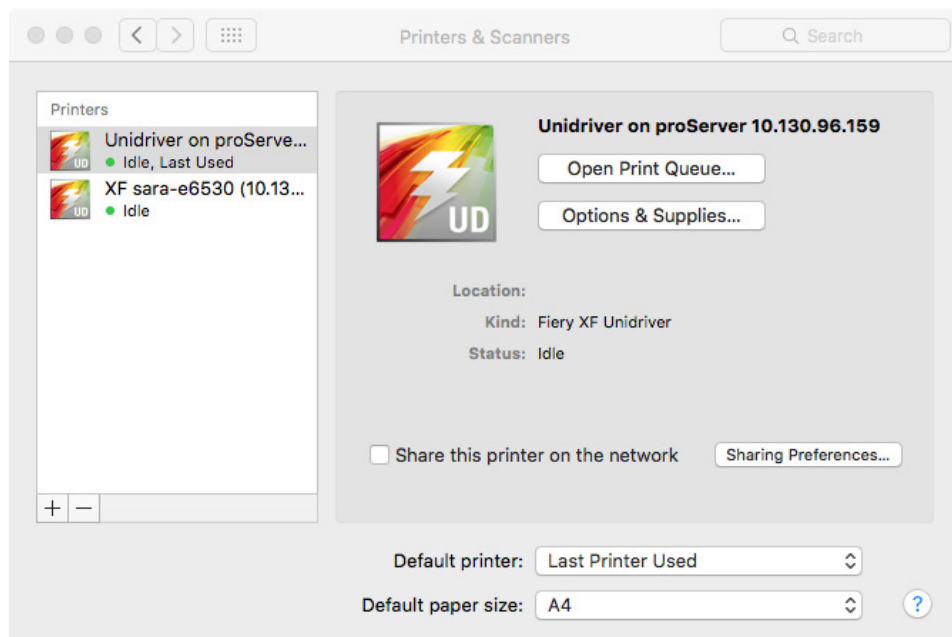 Printers & Scanners
Search
Printers
Unidriver on proServe...
Idle, Last Used
XF sara-e6530 (10.13...
Idle
UD
UD
UD
Unidriver on proServer 10.130.96.159
Open Print Queue...
Options & Supplies...
Location:
Kind: Fiery XF Unidriver
Status: Idle
Share this printer on the network
Sharing Preferences...
Default printer: Last Printer Used
Default paper size: A4
?